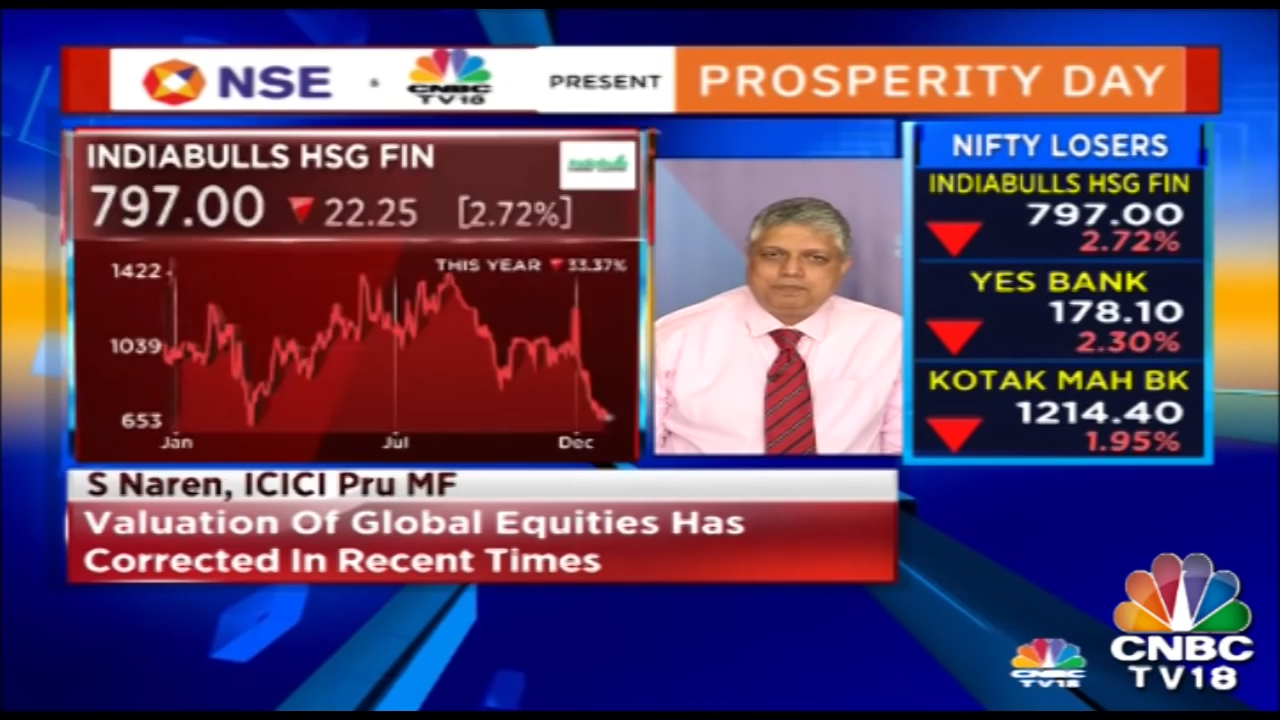 NSE
CNBC
TV18
PRESENT
PROSPERITY DAY
INDIABULLS HSG FIN
797.00 22.25 [2.72%]
THIS YEAR 33.37%
1422
1039
653
Jan Jul Dec
NIFTY LOSERS
INDIABULLS HSG FIN
797.00
2.72%
YES BANK
178.10
2.30%
KOTAK MAH BK
1214.40
1.95%
S Naren, ICICI Pru MF
Valuation Of Global Equities Has
Corrected In Recent Times
CNBC
TV18
CNBC
TV18